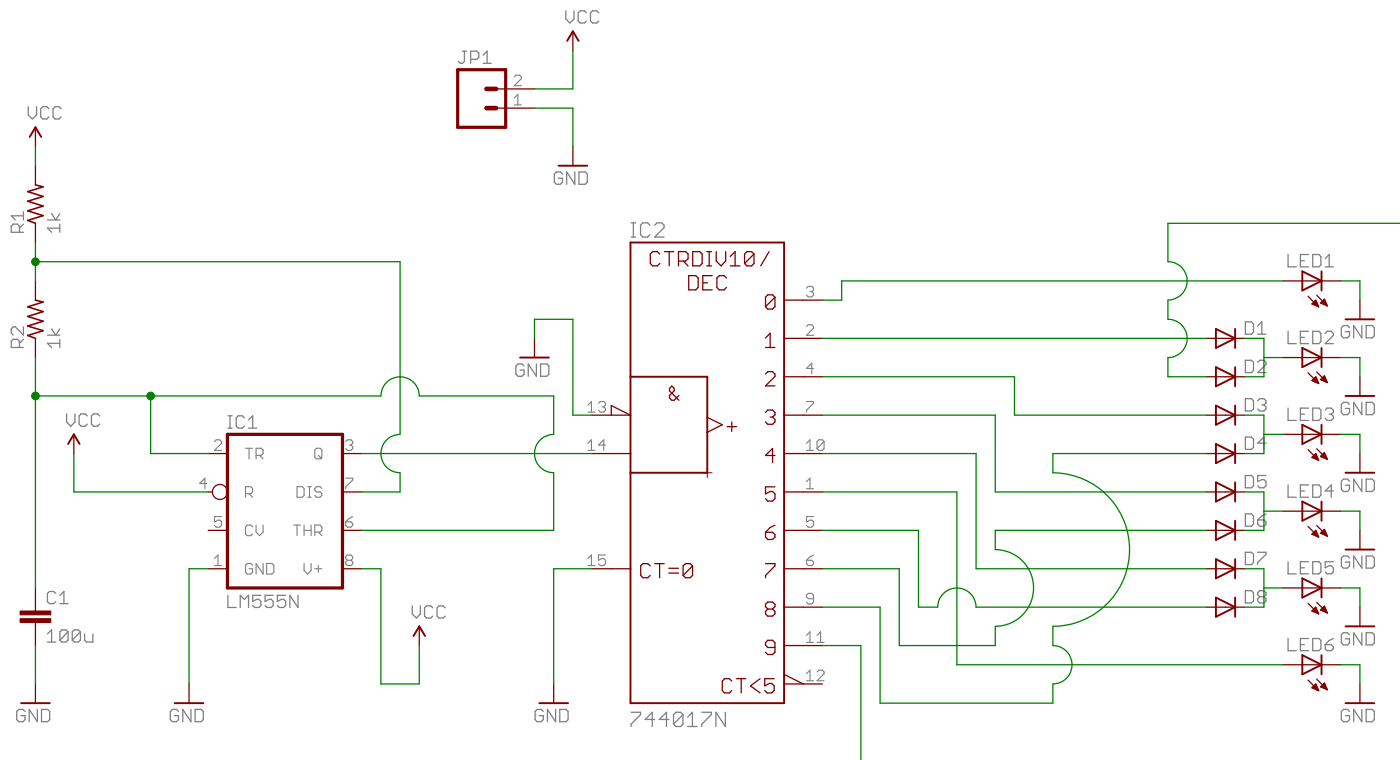 VCC
JP1
2
1
GND
VCC
R1
1k
R2
1k
VCC
C1
100u
GND
IC1
2 TR Q 3
4 R DIS 7
5 CV THR 6
1 GND V+ 8
LM555N
GND
VCC
GND
GND
IC2
CTRDIV10/
DEC
&
+
13
14
15 CT=0
0 3
1 2
2 4
3 7
4 10
5 1
6 5
7 6
8 9
9 11
CT<5 12
744017N
LED1
GND
D1
D2
LED2
GND
D3
D4
LED3
GND
D5
D6
LED4
GND
D7
D8
LED5
GND
LED6
GND